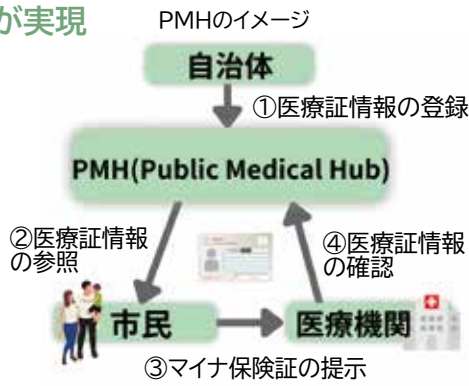 が実現
PMHのイメージ
自治体
①医療証情報の登録
PMH(Public Medical Hub)
②医療証情報
の参照
④医療証情報
の確認
市民
医療機関
③マイナ保険証の提示